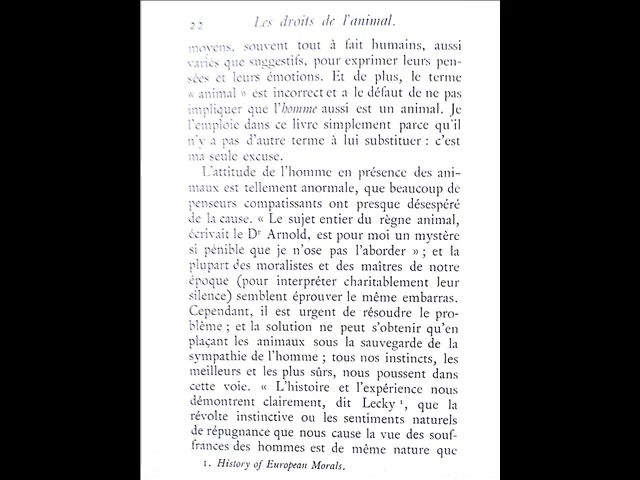 22 Les droits de l'animal.
moyens, souvent tout à fait humains, aussi
variés que suggestifs, pour exprimer leurs pen-
sées et leurs émotions. Et de plus, le terme
« animal » est incorrect et a le défaut de ne pas
impliquer que l'homme aussi est un animal. Je
l'emploie dans ce livre simplement parce qu'il
n'y a pas d'autre terme à lui substituer : c'est
ma seule excuse.
L'attitude de l'homme en présence des ani-
maux est tellement anormale, que beaucoup de
penseurs compatissants ont presque désespéré
de la cause. « Le sujet entier du règne animal,
écrivait le Dr Arnold, est pour moi un mystère
si pénible que je n'ose pas l'aborder » ; et la
plupart des moralistes et des maîtres de notre
époque (pour interpréter charitablement leur
silence) semblent éprouver le même embarras.
Cependant, il est urgent de résoudre le pro-
blème ; et la solution ne peut s'obtenir qu'en
plaçant les animaux sous la sauvegarde de la
sympathie de l'homme ; tous nos instincts, les
meilleurs et les plus sûrs, nous poussent dans
cette voie. « L'histoire et l'expérience nous
démontrent clairement, dit Lecky 1, que la
révolte instinctive ou les sentiments naturels
de répugnance que nous cause la vue des souf-
frances des hommes est de même nature que
1. History of European Morals.